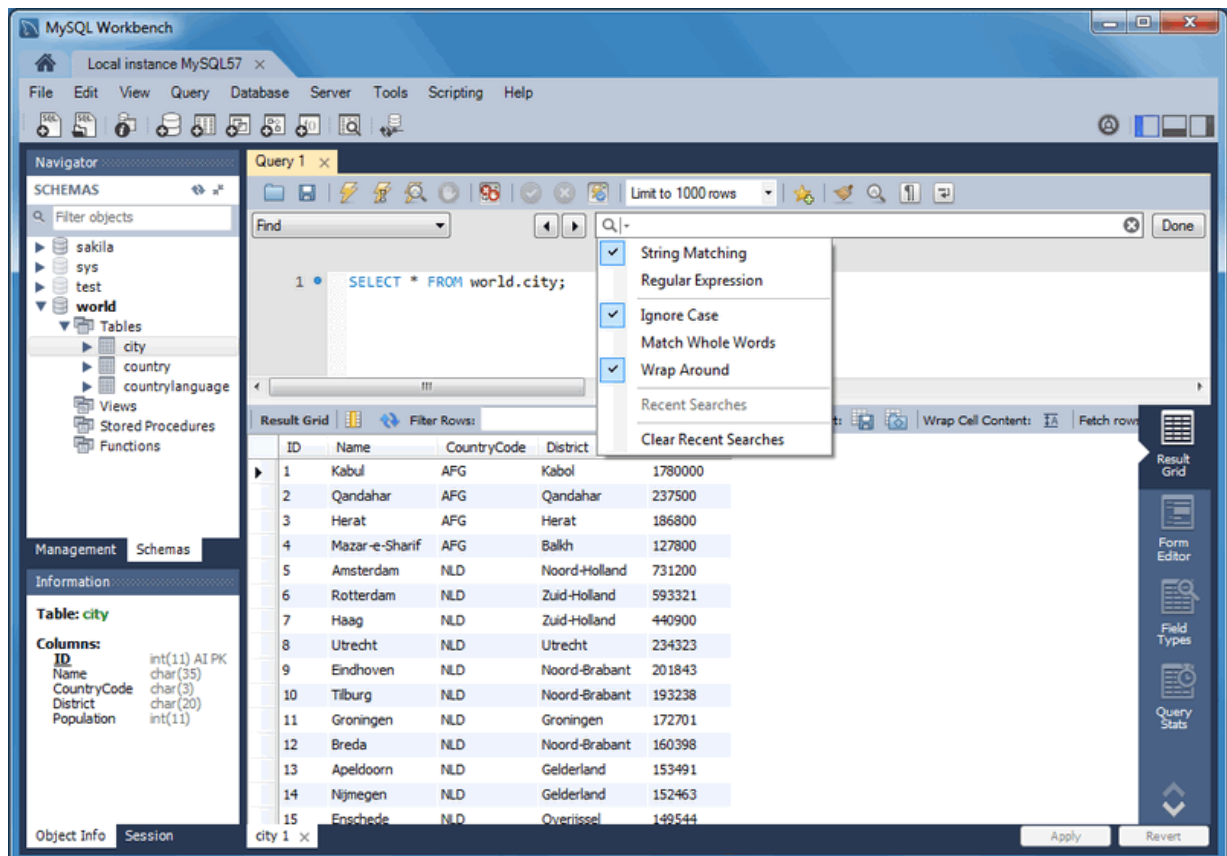 MySQL Workbench
Local instance MySQL57
File Edit View Query Database Server Tools Scripting Help
Navigator
SCHEMAS
Filter objects
sakila
sys
test
world
Tables
city
country
countrylanguage
Views
Stored Procedures
Functions
Management Schemas
Information
Table: city
Columns:
ID int(11) AI PK
Name char(35)
CountryCode char(3)
District char(20)
Population int(11)
Object Info Session
Query 1
Limit to 1000 rows
Find
Done
String Matching
Regular Expression
Ignore Case
Match Whole Words
Wrap Around
Recent Searches
Clear Recent Searches
1 SELECT * FROM world.city;
Result Grid Filter Rows: Wrap Cell Content: Fetch rows
ID Name CountryCode District
1 Kabul AFG Kabol 1780000
2 Qandahar AFG Qandahar 237500
3 Herat AFG Herat 186800
4 Mazar-e-Sharif AFG Balkh 127800
5 Amsterdam NLD Noord-Holland 731200
6 Rotterdam NLD Zuid-Holland 593321
7 Haag NLD Zuid-Holland 440900
8 Utrecht NLD Utrecht 234323
9 Eindhoven NLD Noord-Brabant 201843
10 Tilburg NLD Noord-Brabant 193238
11 Groningen NLD Groningen 172701
12 Breda NLD Noord-Brabant 160398
13 Apeldoorn NLD Gelderland 153491
14 Nijmegen NLD Gelderland 152463
15 Enschede NLD Overijssel 149544
Result
Grid
Form
Editor
Field
Types
Query
Stats
city 1
Apply Revert